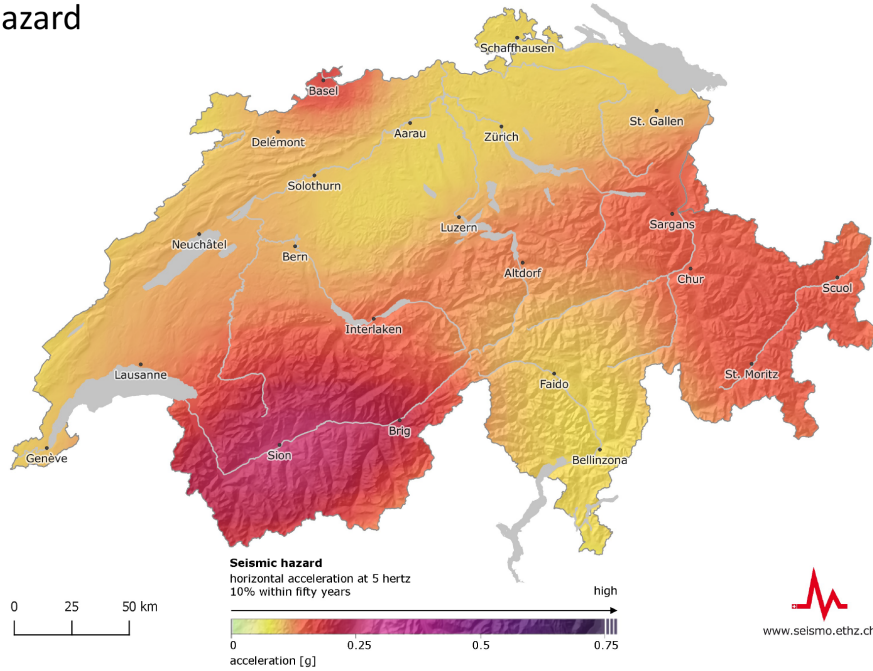 azard
Schaffhausen
Basel
St. Gallen
Aarau
Zürich
Delémont
Solothurn
Luzern
Sargans
Neuchâtel
Bern
Altdorf
Chur
Scuol
Interlaken
Lausanne
St. Moritz
Faido
Brig
Sion
Genève
Bellinzona
Seismic hazard
horizontal acceleration at 5 hertz
10% within fifty years
high
0 25 50 km
0 0.25 0.5 0.75
acceleration [g]
www.seismo.ethz.ch